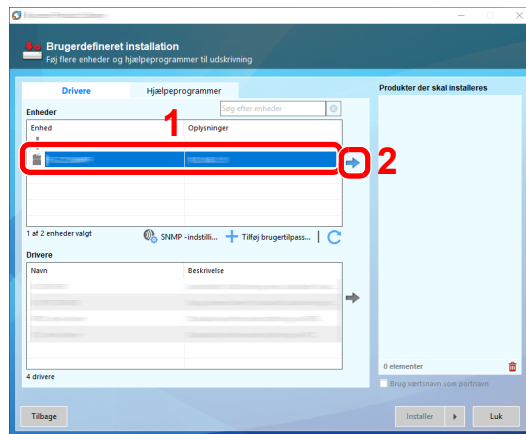 Brugerdefineret installation
Føj flere enheder og hjælpeprogrammer til udskrivning
Drivere Hjælpeprogrammer
Produkter der skal installeres
Enheder
Søg efter enheder
1
Enhed Oplysninger
2
1 af 2 enheder valgt
SNMP -indstilli... Tilføj brugertilpass...
Drivere
Navn Beskrivelse
0 elementer
4 drivere
Brug værtsnavn som portnavn
Tilbage Installer Luk